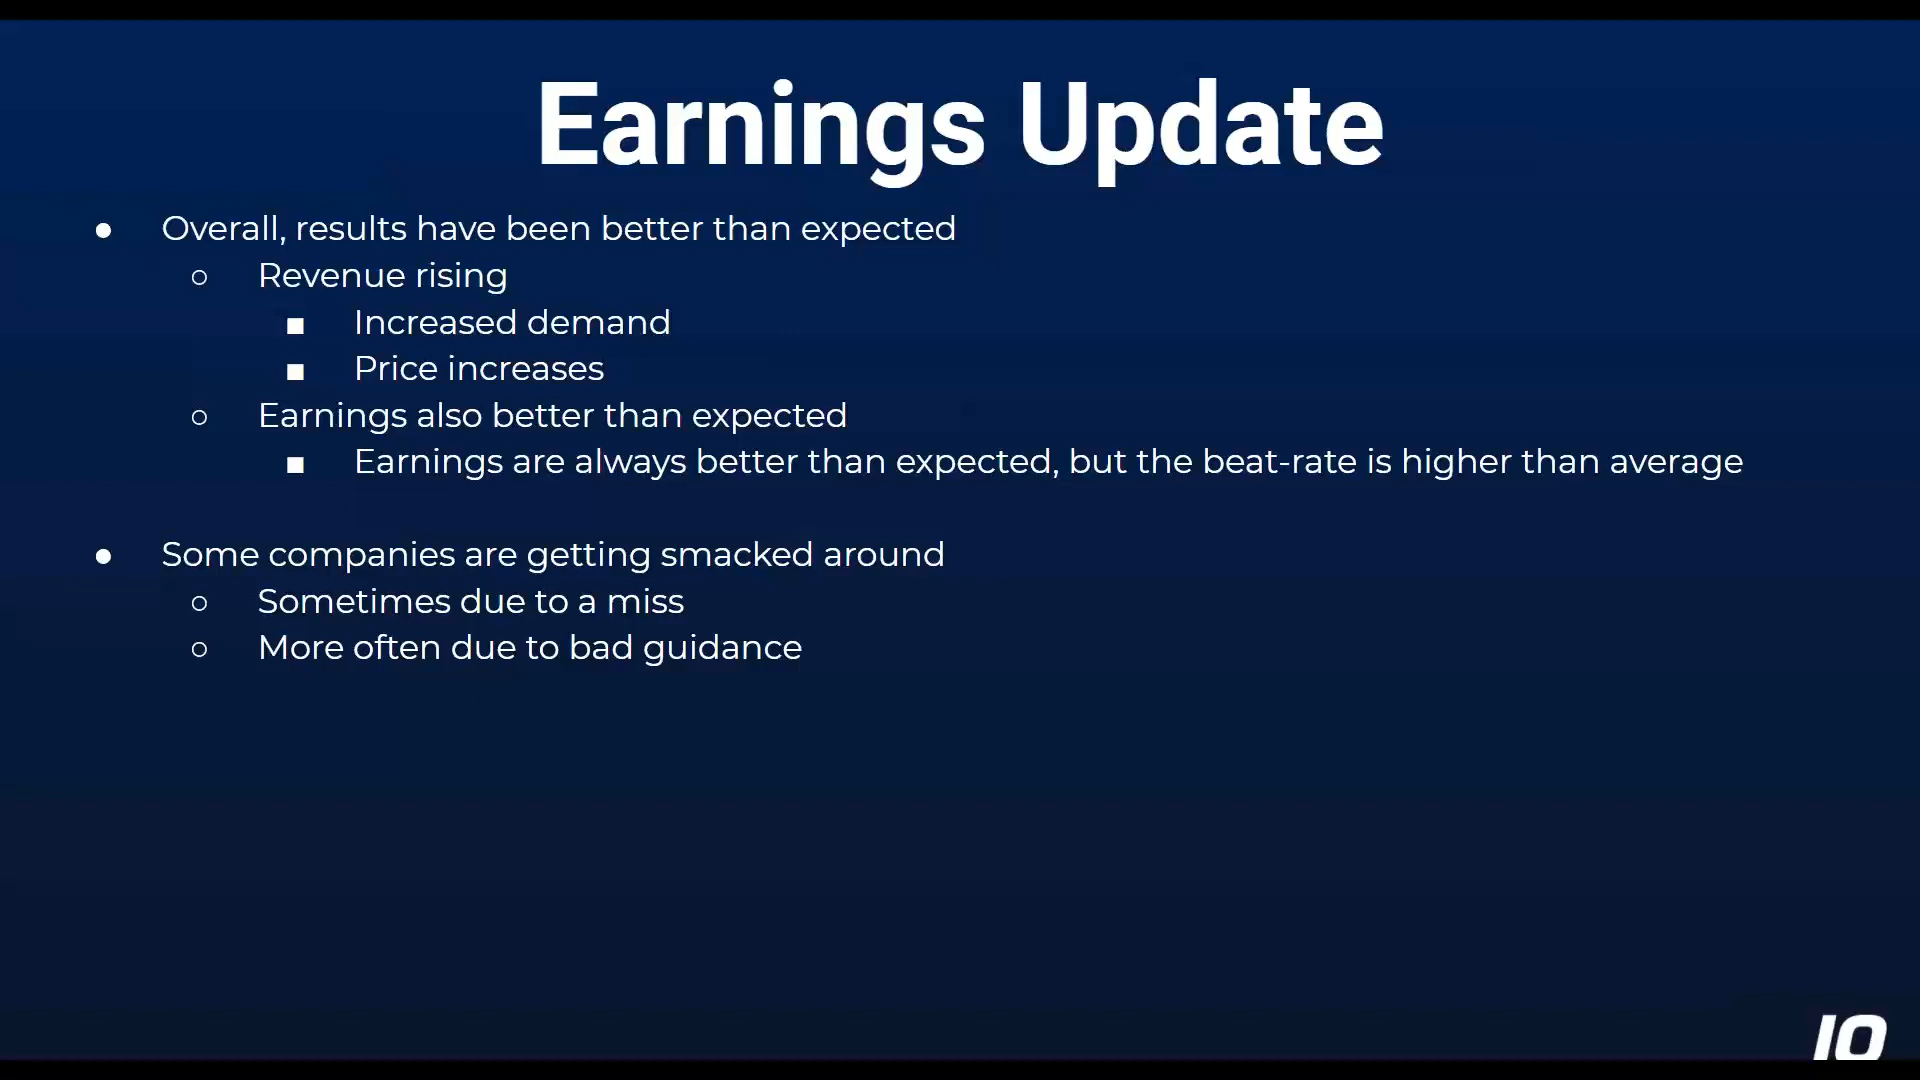 Earnings Update
● Overall, results have been better than expected
○ Revenue rising
■ Increased demand
■ Price increases
○ Earnings also better than expected
■ Earnings are always better than expected, but the beat-rate is higher than average
● Some companies are getting smacked around
○ Sometimes due to a miss
○ More often due to bad guidance
IO